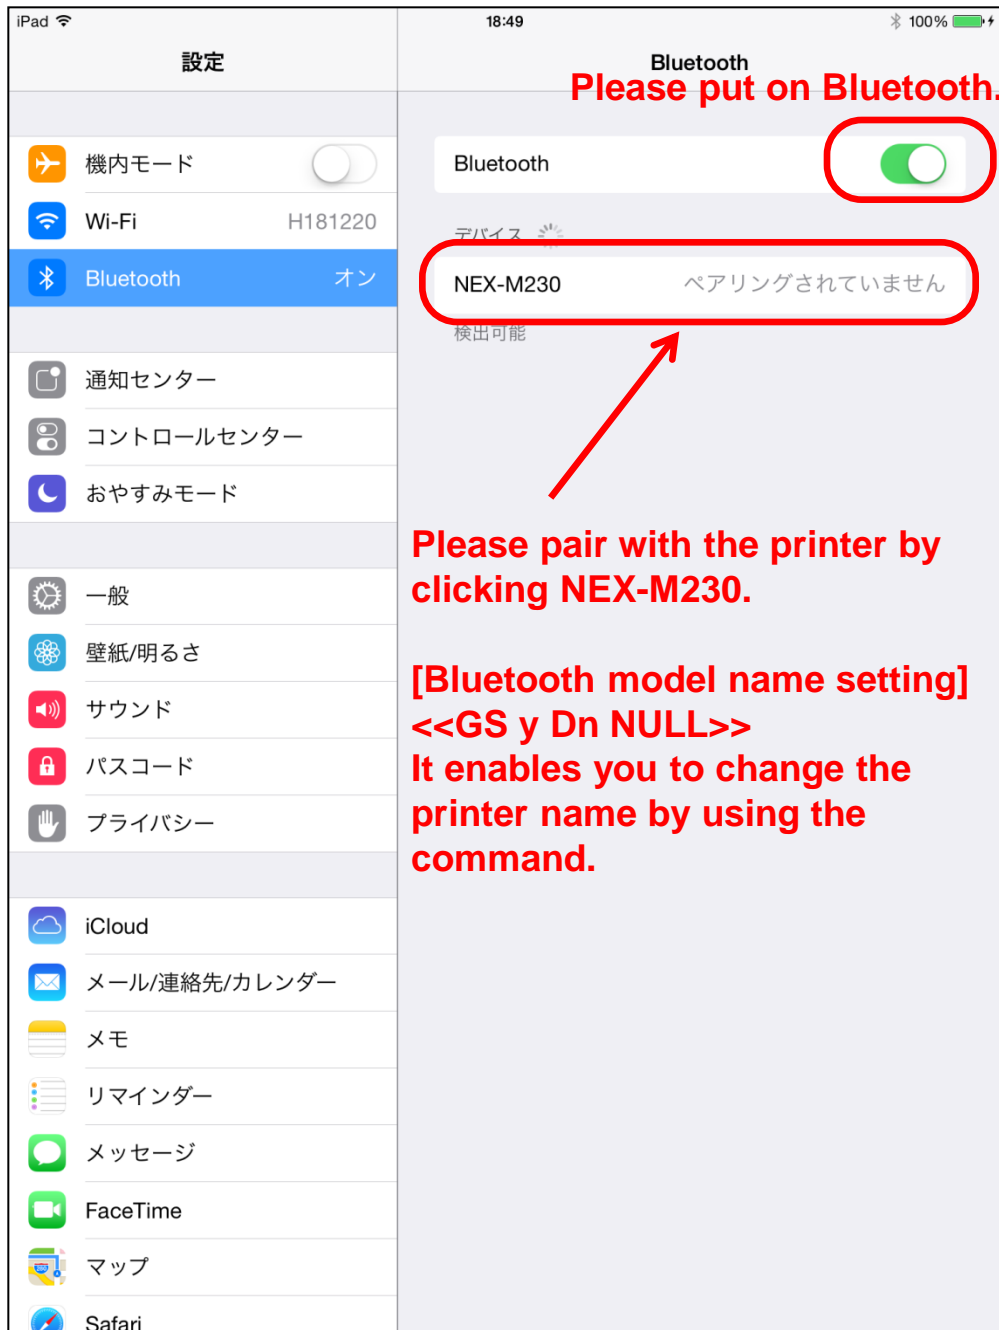 iPad
18:49
100%
設定
Bluetooth
Please put on Bluetooth.
機内モード
Wi-Fi
H181220
Bluetooth
オン
通知センター
コントロールセンター
おやすみモード
一般
壁紙/明るさ
サウンド
パスコード
プライバシー
iCloud
メール/連絡先/カレンダー
メモ
リマインダー
メッセージ
FaceTime
マップ
Safari
Bluetooth
デバイス
NEX-M230
ペアリングされていません
検出可能
Please pair with the printer by
clicking NEX-M230.
[Bluetooth model name setting]
<<GS y Dn NULL>>
It enables you to change the
printer name by using the
command.